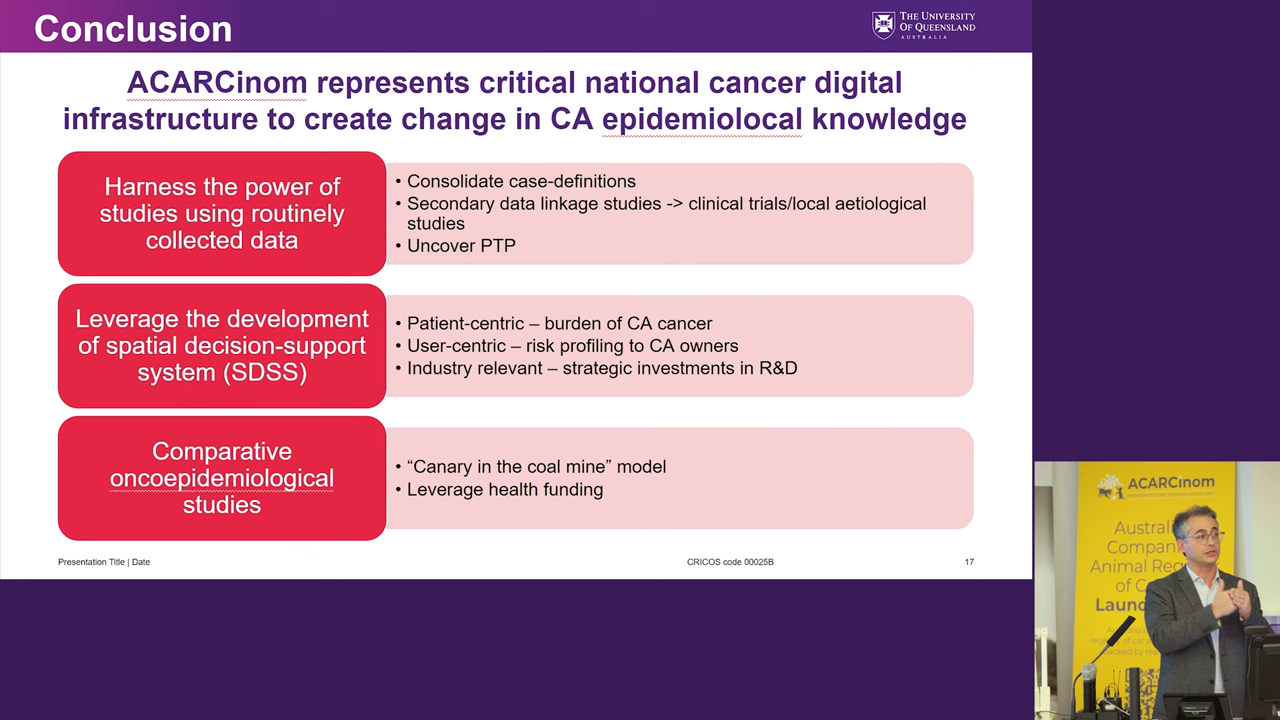 Conclusion
THE UNIVERSITY
OF QUEENSLAND
AUSTRALIA
ACARCinom represents critical national cancer digital
infrastructure to create change in CA epidemiolocal knowledge
Harness the power of
studies using routinely
collected data
• Consolidate case-definitions
• Secondary data linkage studies -> clinical trials/local aetiological
studies
• Uncover PTP
Leverage the development
of spatial decision-support
system (SDSS)
• Patient-centric – burden of CA cancer
• User-centric – risk profiling to CA owners
• Industry relevant – strategic investments in R&D
Comparative
oncoepidemiological
studies
• “Canary in the coal mine” model
• Leverage health funding
Presentation Title | Date
CRICOS code 00025B
17
ACARCinom
Australi
Compan
Animal Reg
of C
Laun